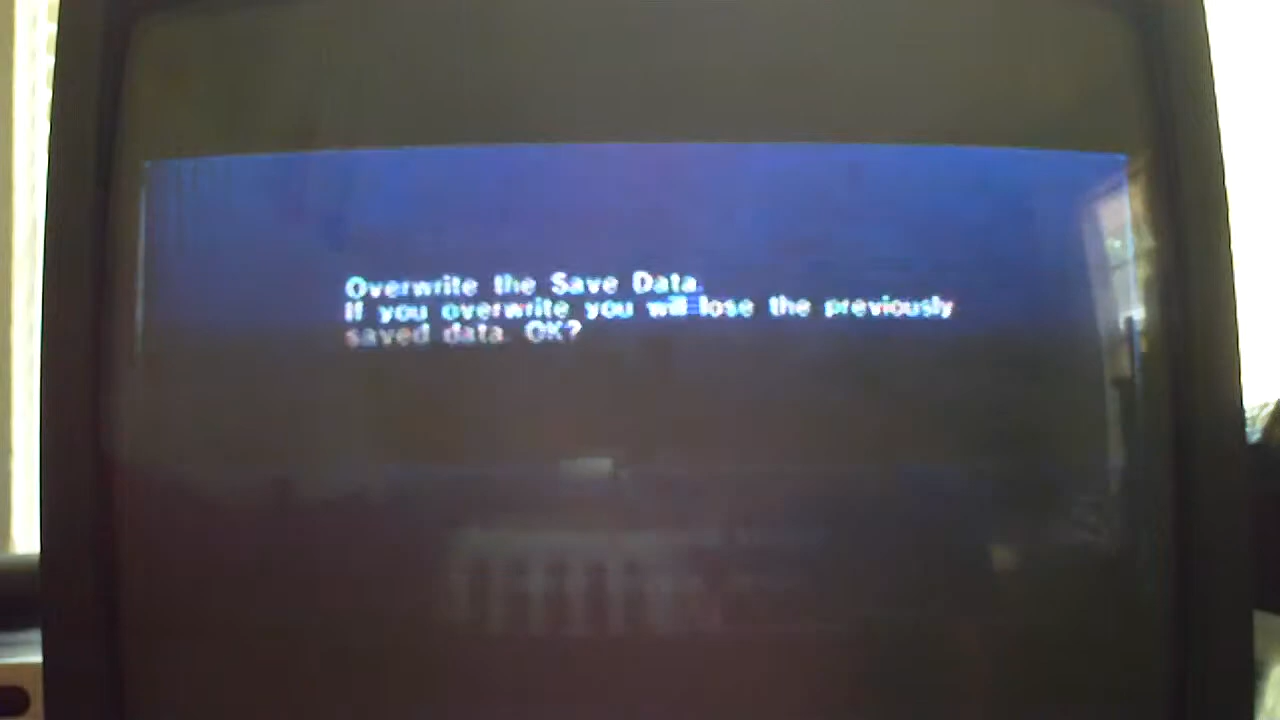 Overwrite the Save Data.
If you overwrite you will lose the previously
saved data. OK?